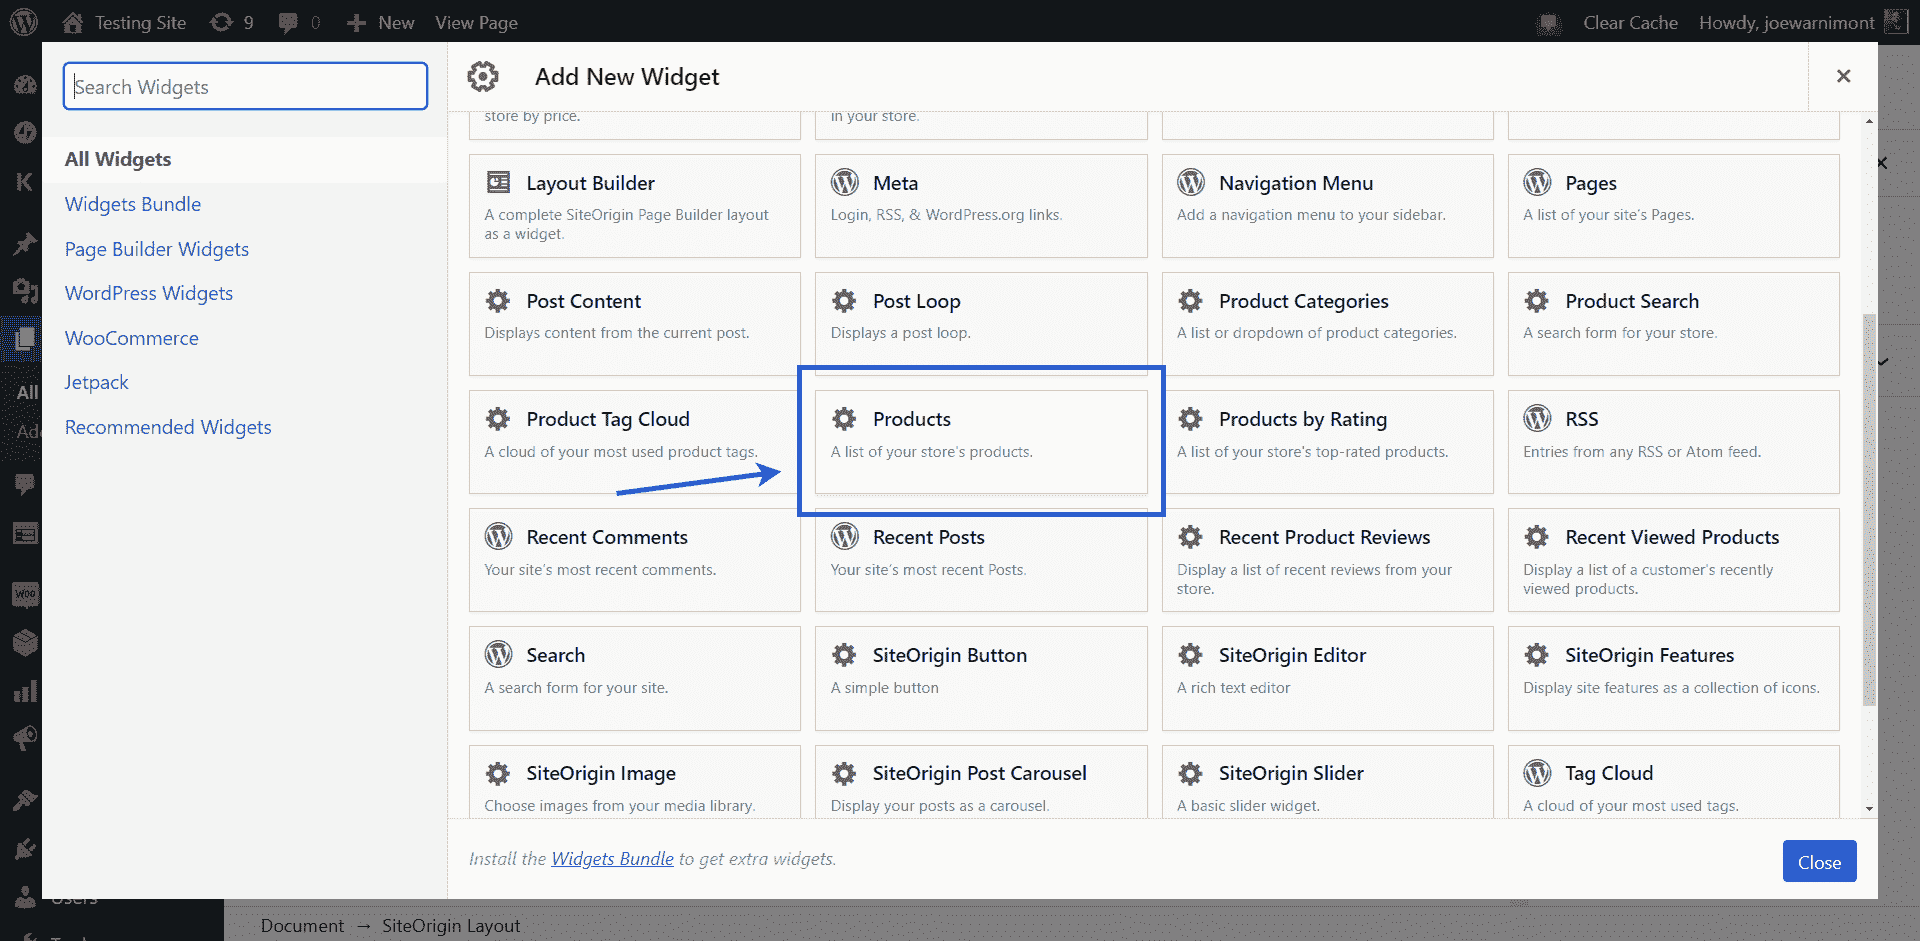 Testing Site 9 0 New View Page Clear Cache Howdy, joewarnimont
Search Widgets
All Widgets
Widgets Bundle
Page Builder Widgets
WordPress Widgets
WooCommerce
Jetpack
Recommended Widgets
Add New Widget
store by price.
in your store.
Layout Builder
A complete SiteOrigin Page Builder layout
as a widget.
Meta
Login, RSS, & WordPress.org links.
Navigation Menu
Add a navigation menu to your sidebar.
Pages
A list of your site's Pages.
Post Content
Displays content from the current post.
Post Loop
Displays a post loop.
Product Categories
A list or dropdown of product categories.
Product Search
A search form for your store.
Product Tag Cloud
A cloud of your most used product tags.
Products
A list of your store's products.
Products by Rating
A list of your store's top-rated products.
RSS
Entries from any RSS or Atom feed.
Recent Comments
Your site's most recent comments.
Recent Posts
Your site's most recent Posts.
Recent Product Reviews
Display a list of recent reviews from your
store.
Recent Viewed Products
Display a list of a customer's recently
viewed products.
Search
A search form for your site.
SiteOrigin Button
A simple button
SiteOrigin Editor
A rich text editor
SiteOrigin Features
Display site features as a collection of icons.
SiteOrigin Image
Choose images from your media library.
SiteOrigin Post Carousel
Display your posts as a carousel.
SiteOrigin Slider
A basic slider widget.
Tag Cloud
A cloud of your most used tags.
Install the Widgets Bundle to get extra widgets.
Close
All
Woo
Users
Document → SiteOrigin Layout